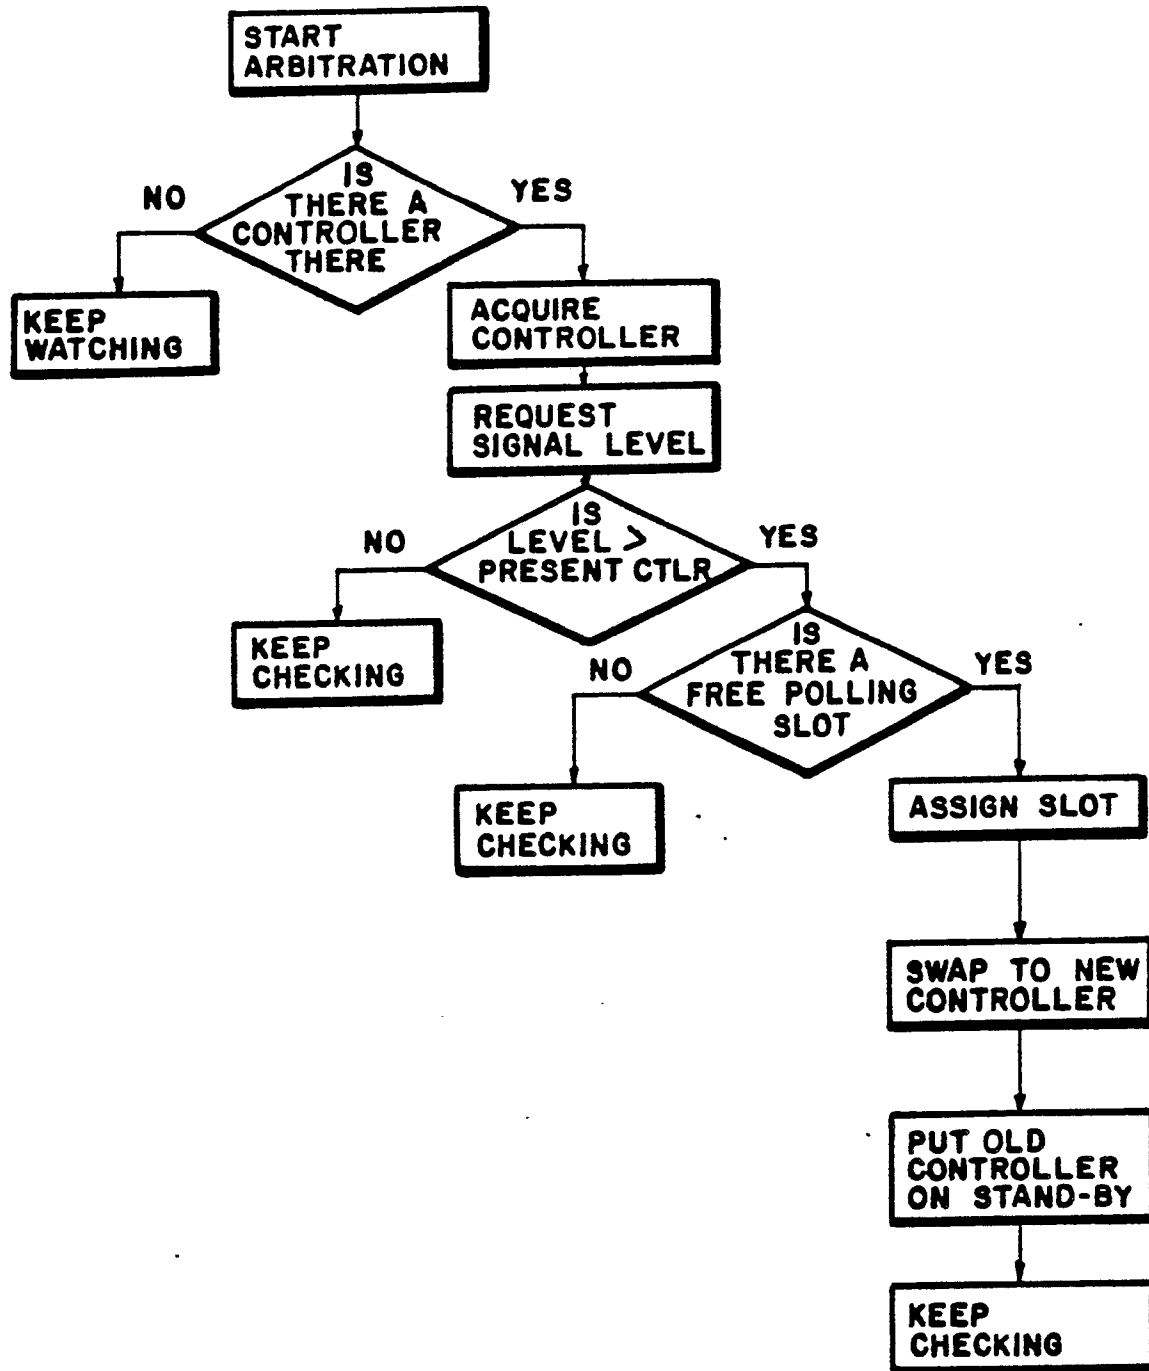 START
ARBITRATION
IS
THERE A
CONTROLLER
THERE
NO
YES
KEEP
WATCHING
ACQUIRE
CONTROLLER
REQUEST
SIGNAL LEVEL
IS
LEVEL >
PRESENT CTLR
NO
YES
KEEP
CHECKING
IS
THERE A
FREE POLLING
SLOT
NO
YES
KEEP
CHECKING
ASSIGN SLOT
SWAP TO NEW
CONTROLLER
PUT OLD
CONTROLLER
ON STAND-BY
KEEP
CHECKING